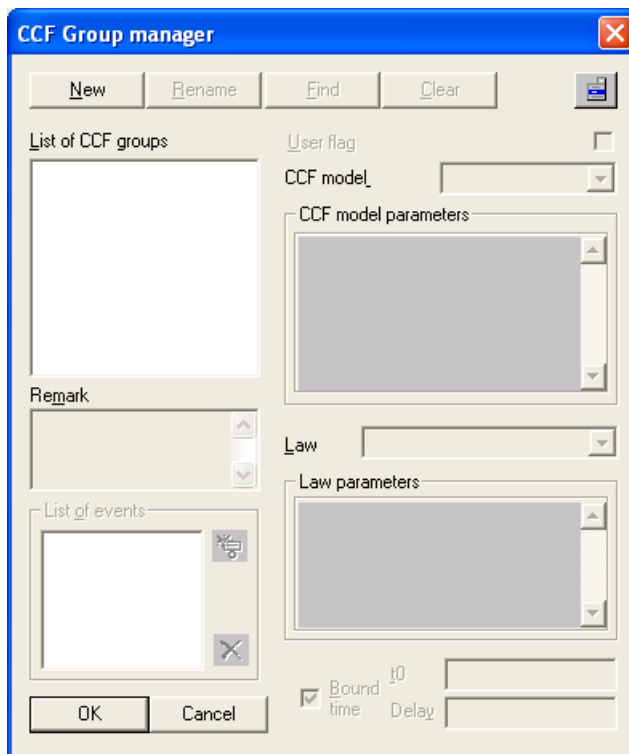 CCF Group manager
New Rename Find Clear
List of CCF groups
User flag
CCF model
CCF model parameters
Remark
Law
List of events
Law parameters
Bound time
t0
Delay
OK Cancel